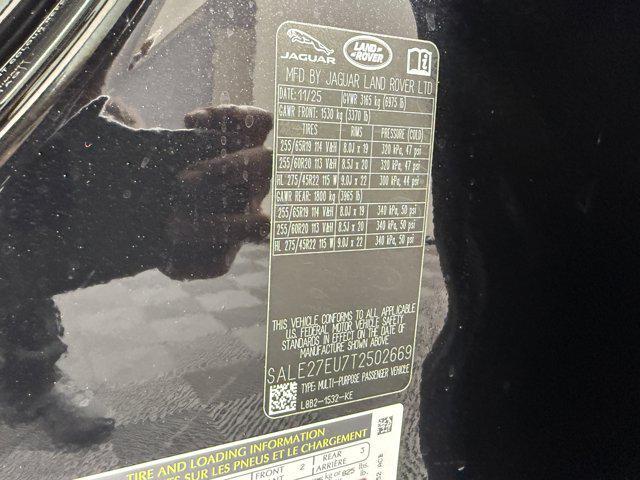 JAGUAR
LAND ROVER
MFD BY JAGUAR LAND ROVER LTD
DATE: 11/25 GVWR 3165 kg (6975 lb)
GAWR FRONT: 1530 kg (3370 lb)
TIRES RIMS PRESSURE (COLD)
255/65R19 114 V&H 8.0J x 19 320 kPa, 47 psi
255/60R20 113 V&H 8.5J x 20 320 kPa, 47 psi
HL 275/45R22 115 W 9.0J x 22 300 kPa, 44 psi
GAWR REAR: 1800 kg (3965 lb)
255/65R19 114 V&H 8.0J x 19 340 kPa, 50 psi
255/60R20 113 V&H 8.5J x 20 340 kPa, 50 psi
HL 275/45R22 115 W 9.0J x 22 340 kPa, 50 psi
THIS VEHICLE CONFORMS TO ALL APPLICABLE
U.S. FEDERAL MOTOR VEHICLE SAFETY
STANDARDS IN EFFECT ON THE DATE OF
MANUFACTURE SHOWN ABOVE.
SALE27EU7T2502669
TYPE: MULTI-PURPOSE PASSENGER VEHICLE
L8B2-1532-KE
TIRE AND LOADING INFORMATION
SUR LES PNEUS ET LE CHARGEMENT
FRONT 2 REAR 3
ARRIÈRE
kg or 825 lbs.